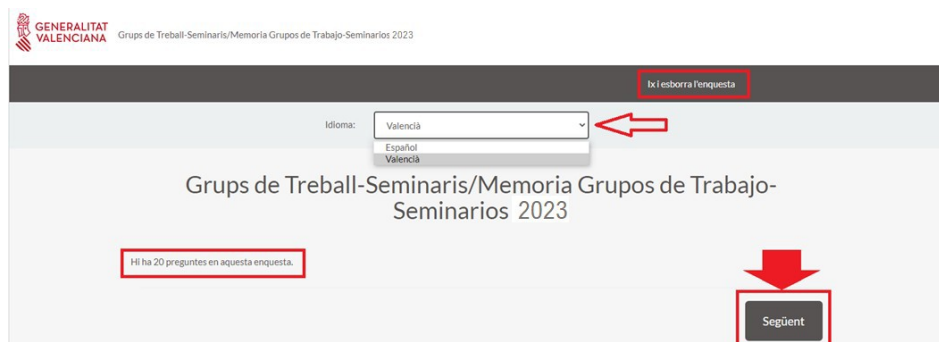 GENERALITAT
VALENCIANA
Grups de Treball-Seminaris/Memoria Grupos de Trabajo-Seminarios 2023
Ix i esborra l'enquesta
Idioma:
Valencià
Español
Valencià
Grups de Treball-Seminaris/Memoria Grupos de Trabajo-
Seminarios 2023
Hi ha 20 preguntes en aquesta enquesta.
Següent